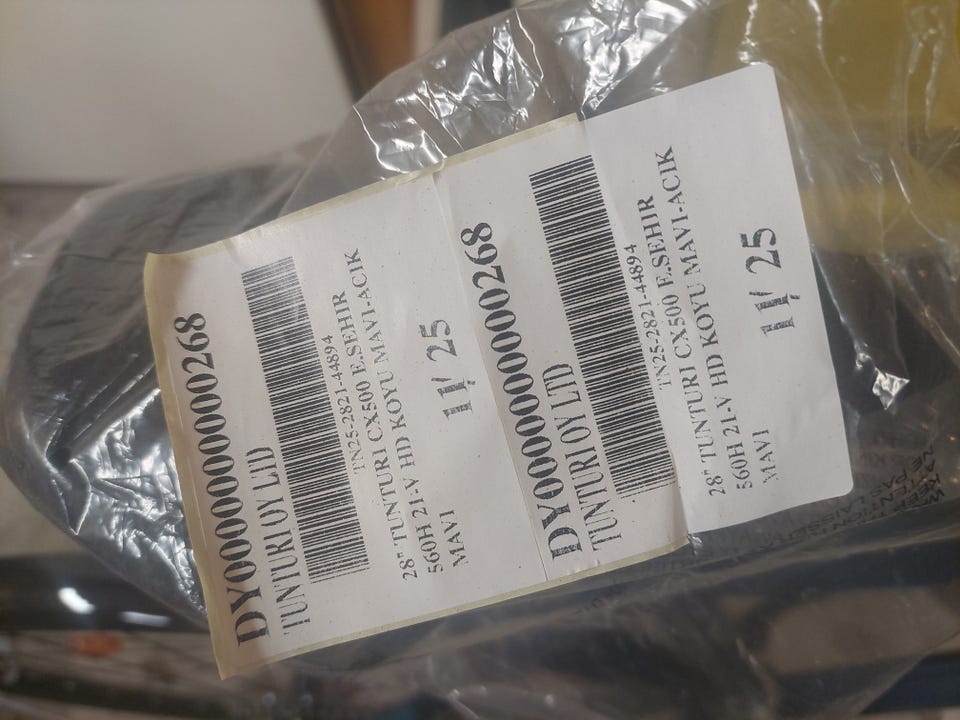 DY0000000000000268
TUNTURI OY LTD
TN25-2821-44894
28" TUNTURI CX500 E.SEHIR
560H 21-V HD KOYU MAVI-ACIK
MAVI
11/ 25
DY0000000000000268
TUNTURI OY LTD
TN25-2821-44894
28" TUNTURI CX500 E.SEHIR
560H 21-V HD KOYU MAVI-ACIK
MAVI
11/ 25